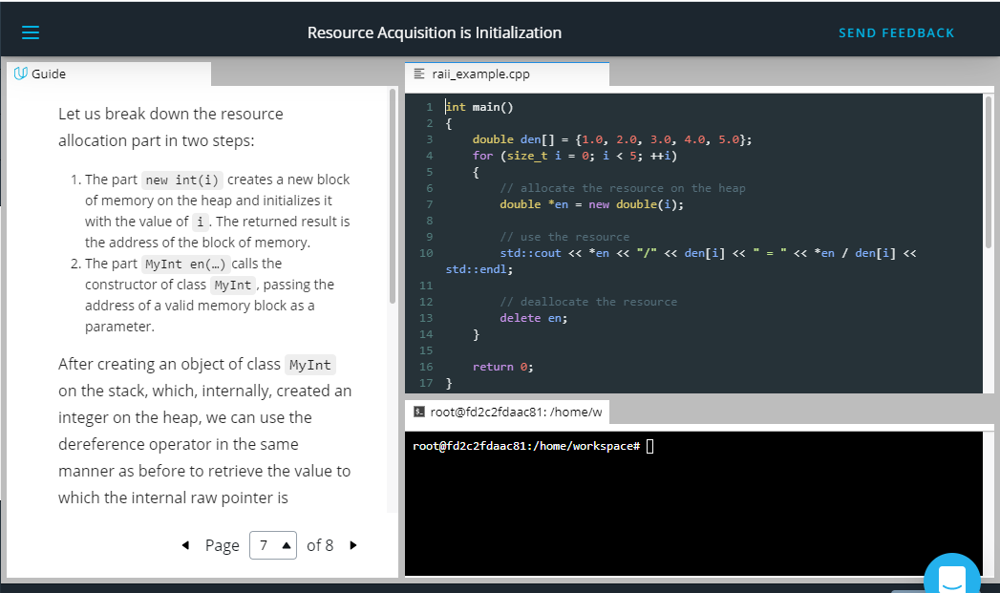 Resource Acquisition is Initialization
SEND FEEDBACK
Guide
Let us break down the resource
allocation part in two steps:
1. The part new int(i) creates a new block
of memory on the heap and initializes it
with the value of i . The returned result is
the address of the block of memory.
2. The part MyInt en(…) calls the
constructor of class MyInt , passing the
address of a valid memory block as a
parameter.
After creating an object of class MyInt
on the stack, which, internally, created an
integer on the heap, we can use the
dereference operator in the same
manner as before to retrieve the value to
which the internal raw pointer is
Page 7 of 8
raii_example.cpp
1 int main()
2 {
3     double den[] = {1.0, 2.0, 3.0, 4.0, 5.0};
4     for (size_t i = 0; i < 5; ++i)
5     {
6         // allocate the resource on the heap
7         double *en = new double(i);
8
9         // use the resource
10         std::cout << *en << "/" << den[i] << " = " << *en / den[i] <<
std::endl;
11
12         // deallocate the resource
13         delete en;
14     }
15
16     return 0;
17 }
root@fd2c2fdaac81: /home/w
root@fd2c2fdaac81:/home/workspace#